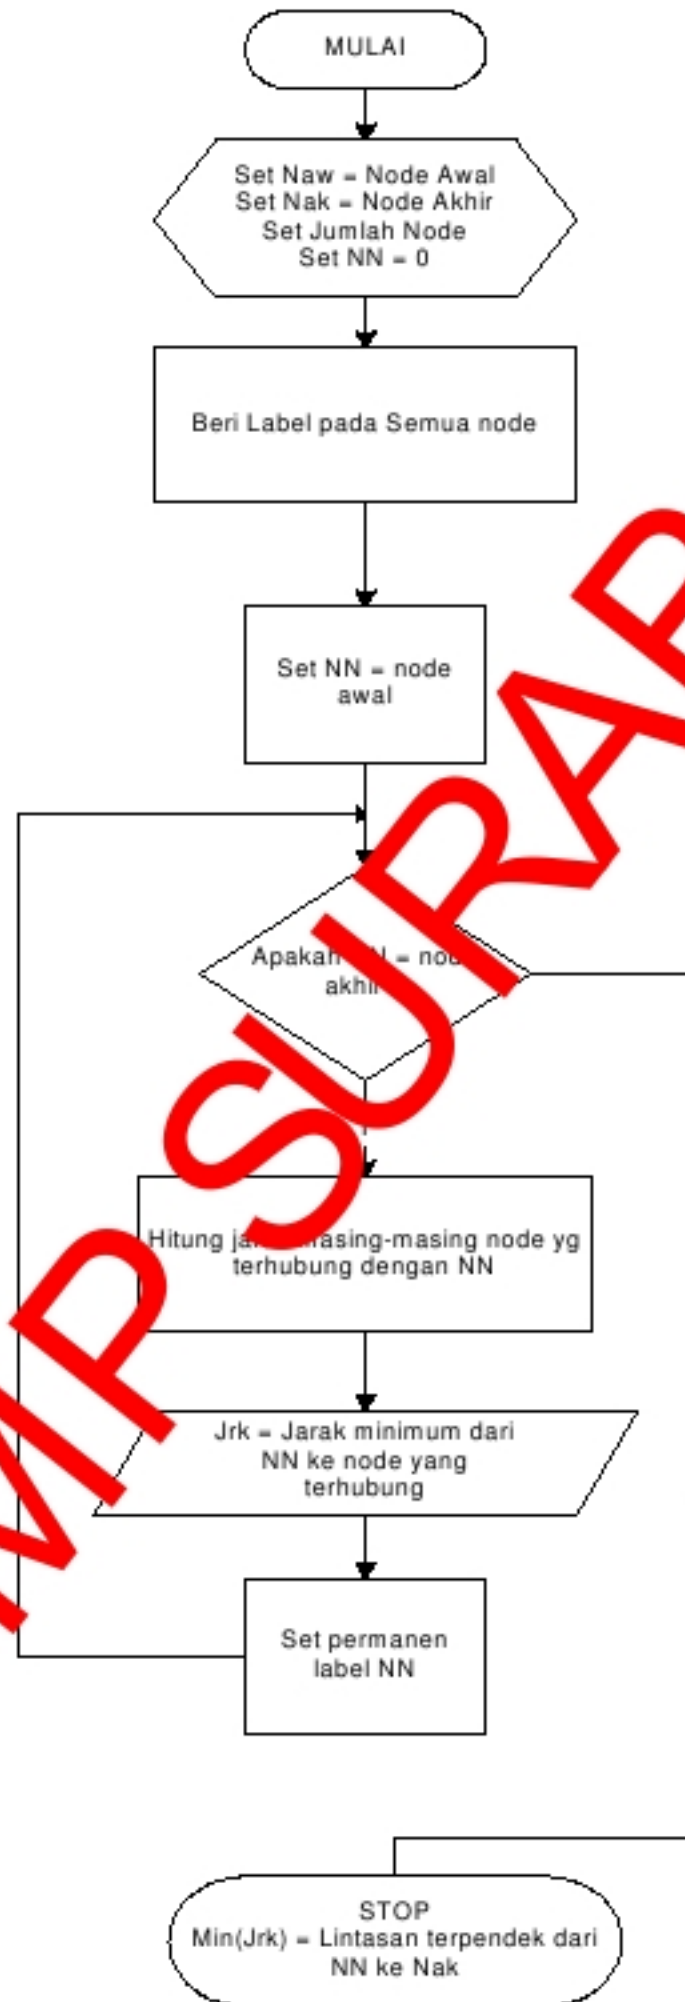 MULAI
Set Naw = Node Awal
Set Nak = Node Akhir
Set Jumlah Node
Set NN = 0
Beri Label pada Semua node
Set NN = node
awal
Apakah = node
akhir
Hitung masing-masing node yg
terhubung dengan NN
Jrk = Jarak minimum dari
NN ke node yang
terhubung
Set permanen
label NN
STOP
Min(Jrk) = Lintasan terpendek dari
NN ke Nak
MP SURAB